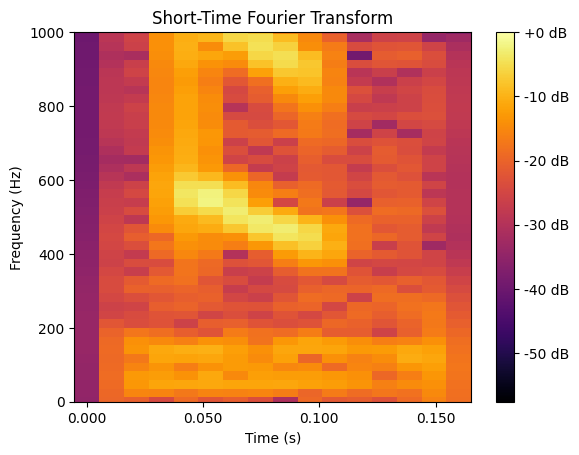 Short-Time Fourier Transform
Frequency (Hz)
1000
800
600
400
200
0
0.000
0.050
0.100
0.150
Time (s)
+0 dB
-10 dB
-20 dB
-30 dB
-40 dB
-50 dB